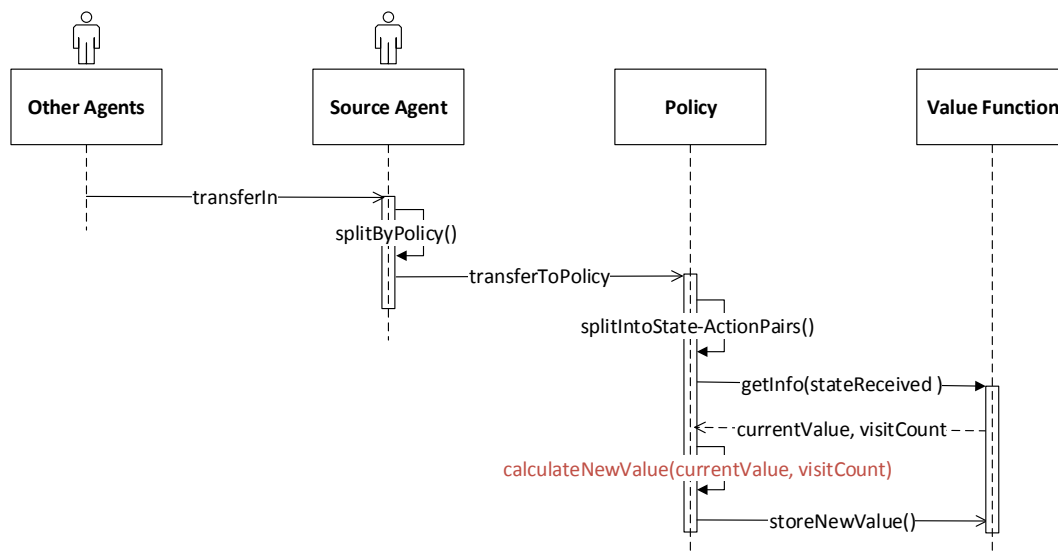 Other Agents
Source Agent
Policy
Value Function
transferIn
splitByPolicy()
transferToPolicy
splitIntoState-ActionPairs()
getInfo(stateReceived )
currentValue, visitCount
calculateNewValue(currentValue, visitCount)
storeNewValue()